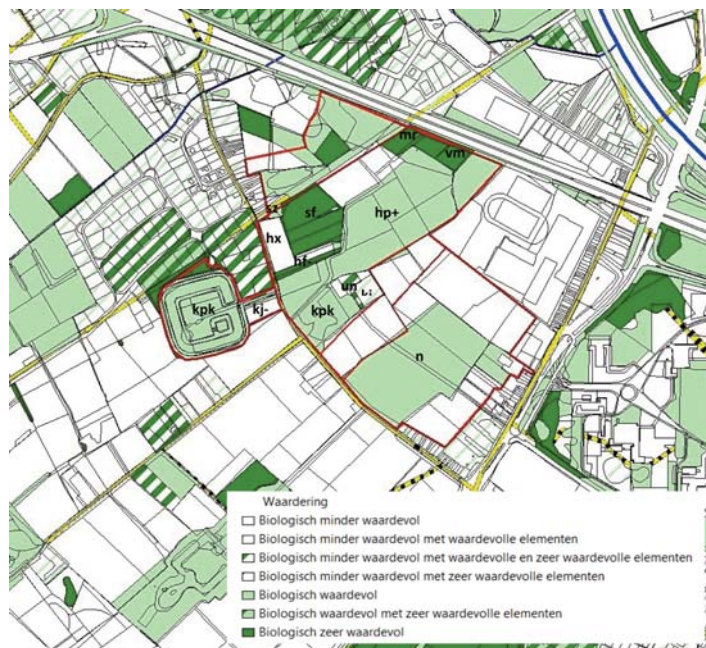 mr
vm
sz
sf
hp+
hx
hf
un
kpk
kj-
kpk
n
Waardering
Biologisch minder waardevol
Biologisch minder waardevol met waardevolle elementen
Biologisch minder waardevol met waardevolle en zeer waardevolle elementen
Biologisch minder waardevol met zeer waardevolle elementen
Biologisch waardevol
Biologisch waardevol met zeer waardevolle elementen
Biologisch zeer waardevol